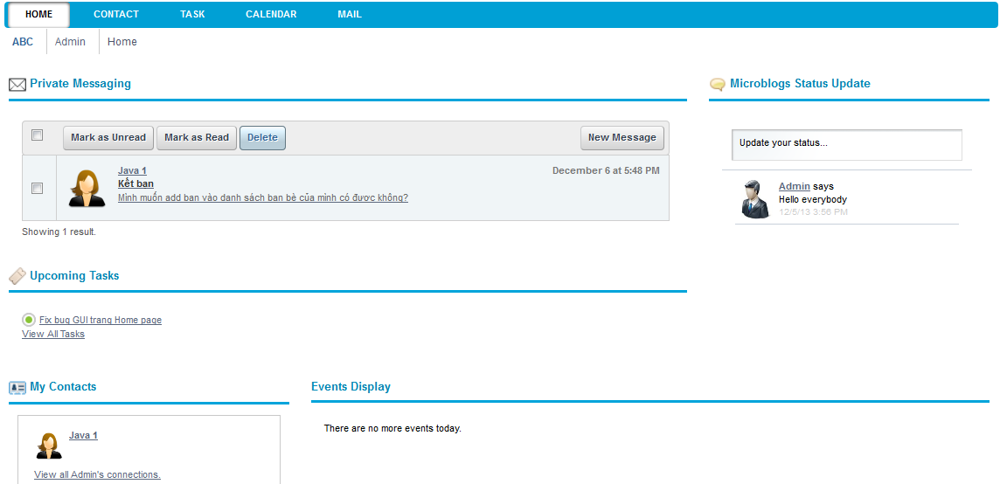 HOME CONTACT TASK CALENDAR MAIL
ABC Admin Home
Private Messaging
Mark as Unread Mark as Read Delete New Message
Java 1 December 6 at 5:48 PM
Kết bạn
Mình muốn add bạn vào danh sách bạn bè của mình có được không?
Showing 1 result.
Upcoming Tasks
Fix bug GUI trang Home page
View All Tasks
My Contacts
Java 1
View all Admin's connections.
Events Display
There are no more events today.
Microblogs Status Update
Update your status...
Admin says
Hello everybody
12/5/13 3:56 PM